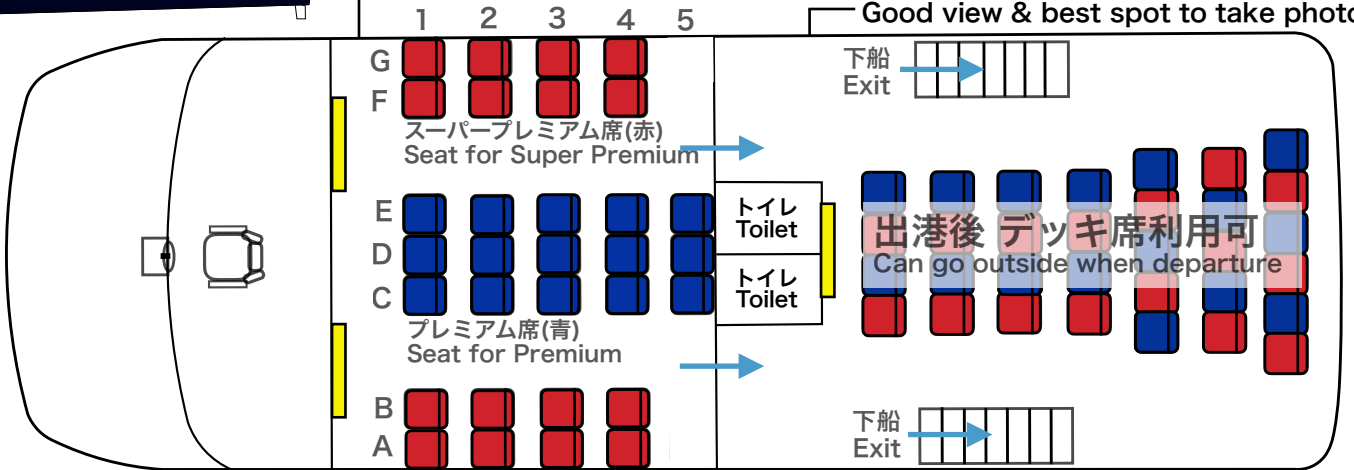 Good view & best spot to take photo
1 2 3 4 5
G
F
スーパープレミアム席(赤)
Seat for Super Premium
E
D
C
プレミアム席(青)
Seat for Premium
B
A
トイレ
Toilet
トイレ
Toilet
下船
Exit
出港後 デッキ席利用可
Can go outside when departure
下船
Exit